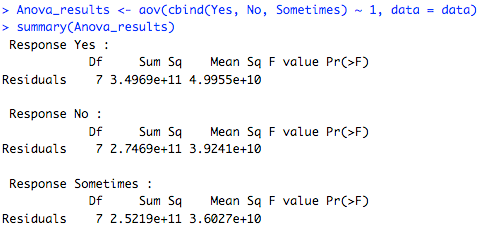 > Anova_results <- aov(cbind(Yes, No, Sometimes) ~ 1, data = data)
> summary(Anova_results)
Response Yes :
Df Sum Sq Mean Sq F value Pr(>F)
Residuals 7 3.4969e+11 4.9955e+10
Response No :
Df Sum Sq Mean Sq F value Pr(>F)
Residuals 7 2.7469e+11 3.9241e+10
Response Sometimes :
Df Sum Sq Mean Sq F value Pr(>F)
Residuals 7 2.5219e+11 3.6027e+10